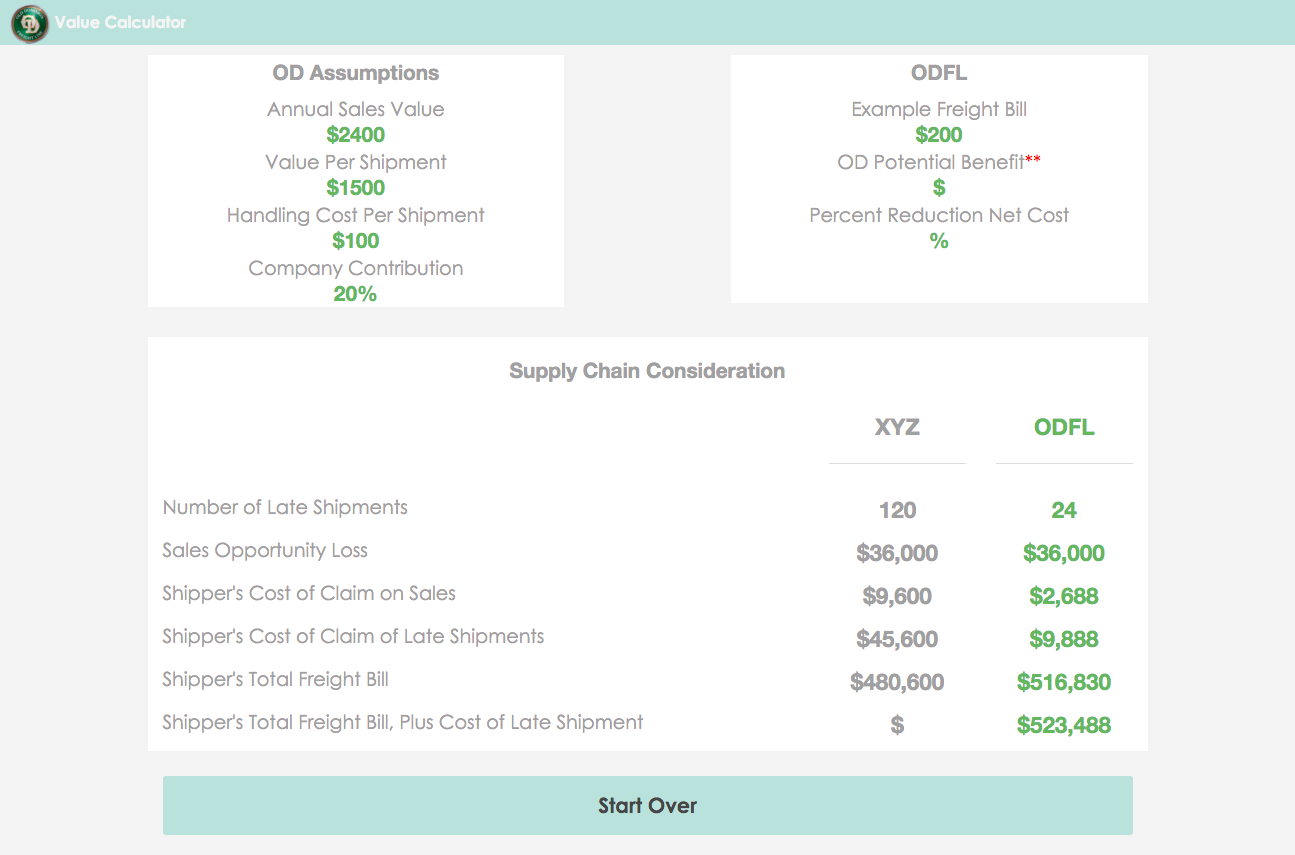 Value Calculator
OD Assumptions
Annual Sales Value
$2400
Value Per Shipment
$1500
Handling Cost Per Shipment
$100
Company Contribution
20%
ODFL
Example Freight Bill
$200
OD Potential Benefit**
$
Percent Reduction Net Cost
%
Supply Chain Consideration
XYZ ODFL
Number of Late Shipments 120 24
Sales Opportunity Loss $36,000 $36,000
Shipper's Cost of Claim on Sales $9,600 $2,688
Shipper's Cost of Claim of Late Shipments $45,600 $9,888
Shipper's Total Freight Bill $480,600 $516,830
Shipper's Total Freight Bill, Plus Cost of Late Shipment $ $523,488
Start Over